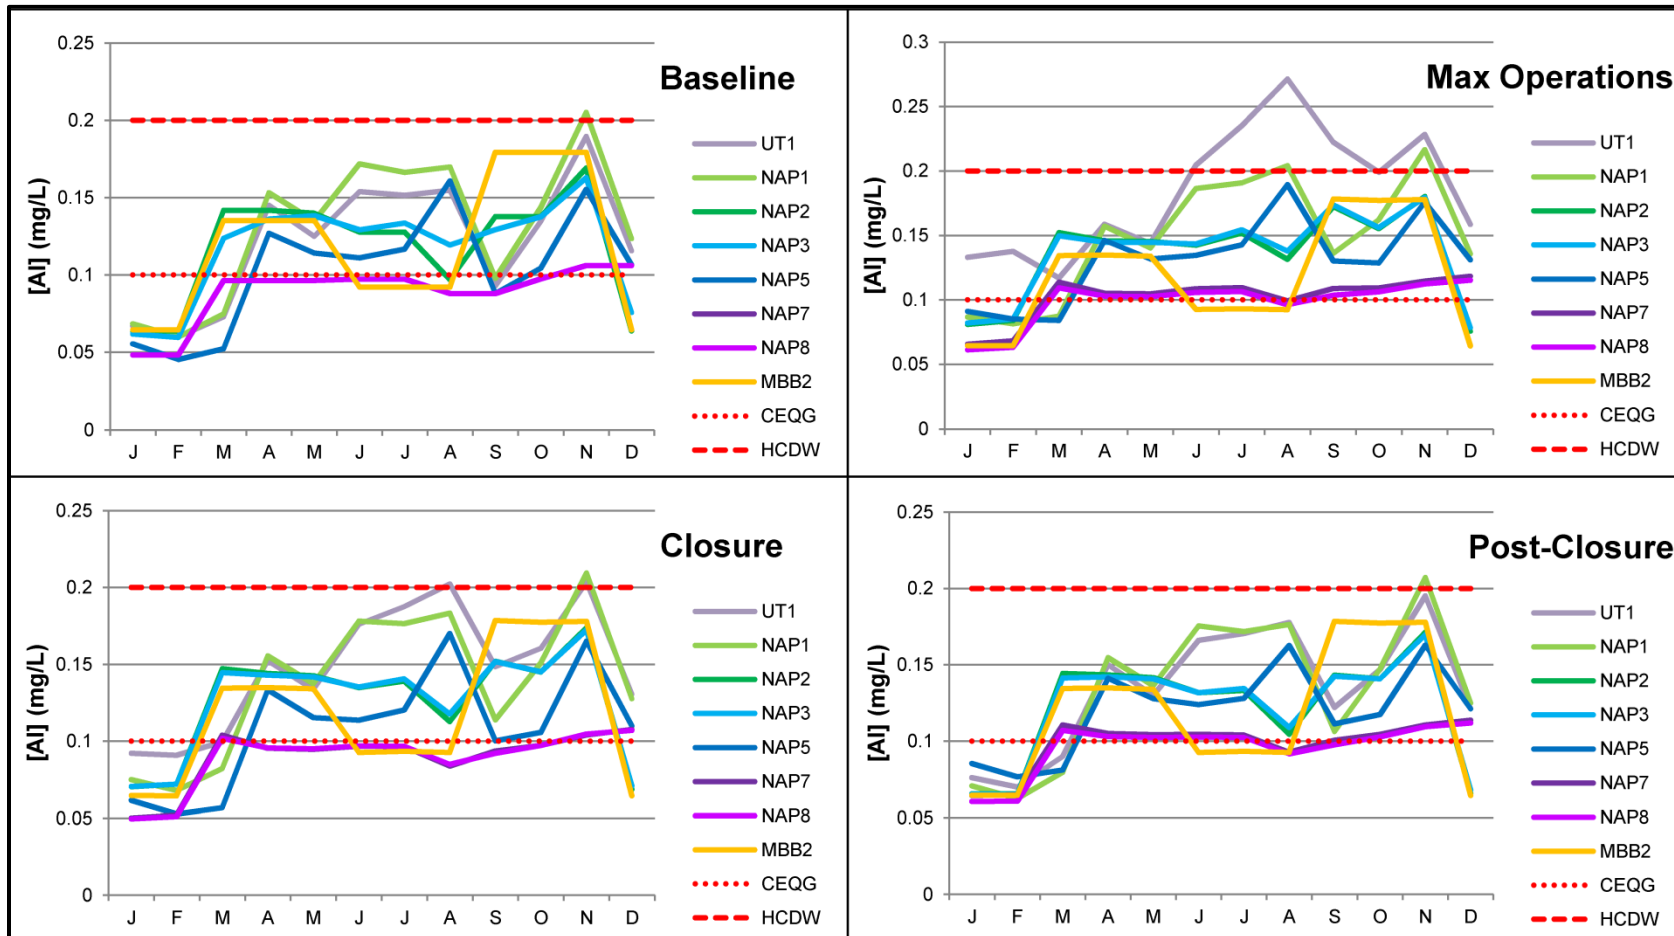 Baseline
[Al] (mg/L)
0.25
0.2
0.15
0.1
0.05
0
J F M A M J J A S O N D
UT1
NAP1
NAP2
NAP3
NAP5
NAP7
NAP8
MBB2
CEQG
HCDW
Max Operations
[Al] (mg/L)
0.3
0.25
0.2
0.15
0.1
0.05
0
J F M A M J J A S O N D
UT1
NAP1
NAP2
NAP3
NAP5
NAP7
NAP8
MBB2
CEQG
HCDW
Closure
[Al] (mg/L)
0.25
0.2
0.15
0.1
0.05
0
J F M A M J J A S O N D
UT1
NAP1
NAP2
NAP3
NAP5
NAP7
NAP8
MBB2
CEQG
HCDW
Post-Closure
[Al] (mg/L)
0.25
0.2
0.15
0.1
0.05
0
J F M A M J J A S O N D
UT1
NAP1
NAP2
NAP3
NAP5
NAP7
NAP8
MBB2
CEQG
HCDW